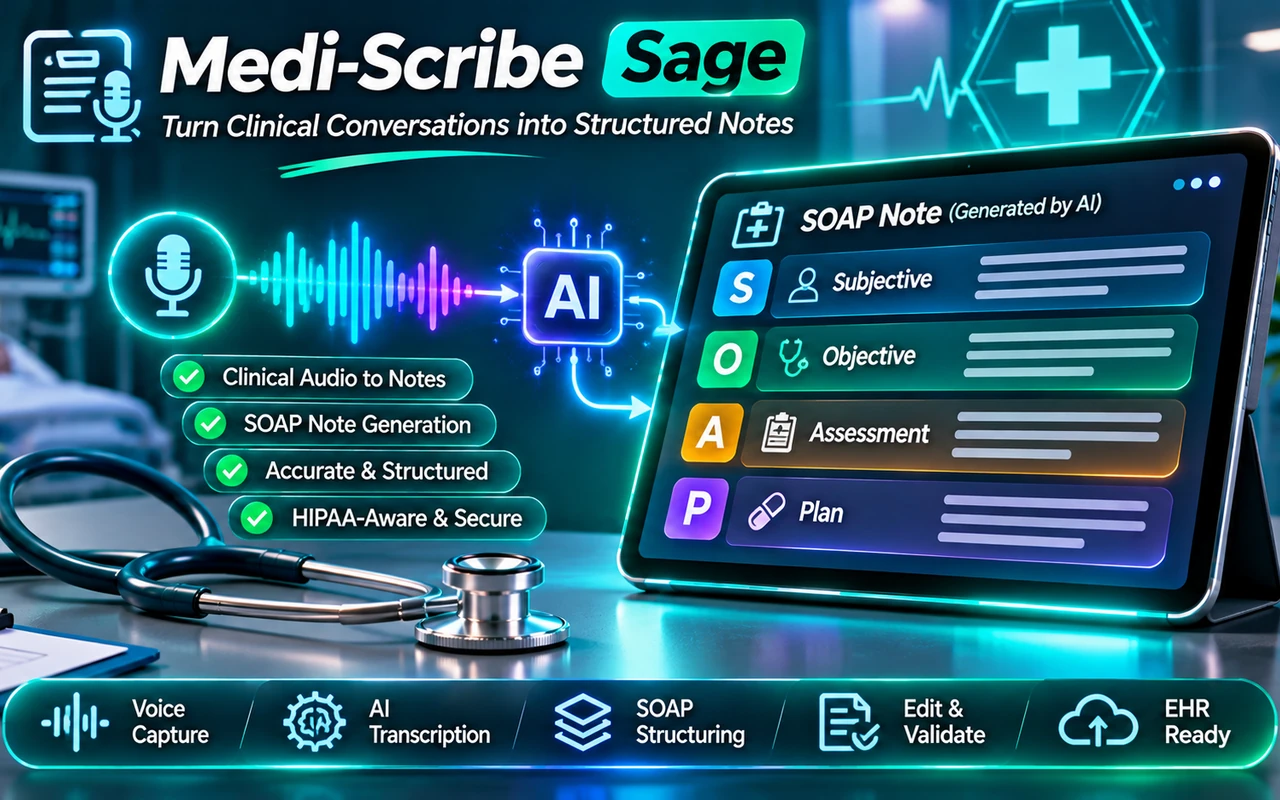 Medi-Scribe Sage
Turn Clinical Conversations into Structured Notes
AI
Clinical Audio to Notes
SOAP Note Generation
Accurate & Structured
HIPAA-Aware & Secure
SOAP Note (Generated by AI)
S Subjective
O Objective
A Assessment
P Plan
Voice
Capture
AI
Transcription
SOAP
Structuring
Edit &
Validate
EHR
Ready